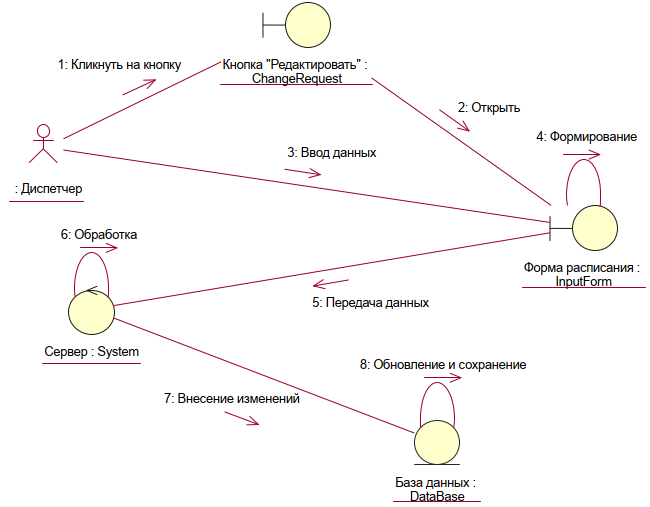 1: Кликнуть на кнопку
Кнопка "Редактировать" :
ChangeRequest
2: Открыть
4: Формирование
3: Ввод данных
: Диспетчер
6: Обработка
Форма расписания :
InputForm
5: Передача данных
Сервер : System
8: Обновление и сохранение
7: Внесение изменений
База данных :
DataBase